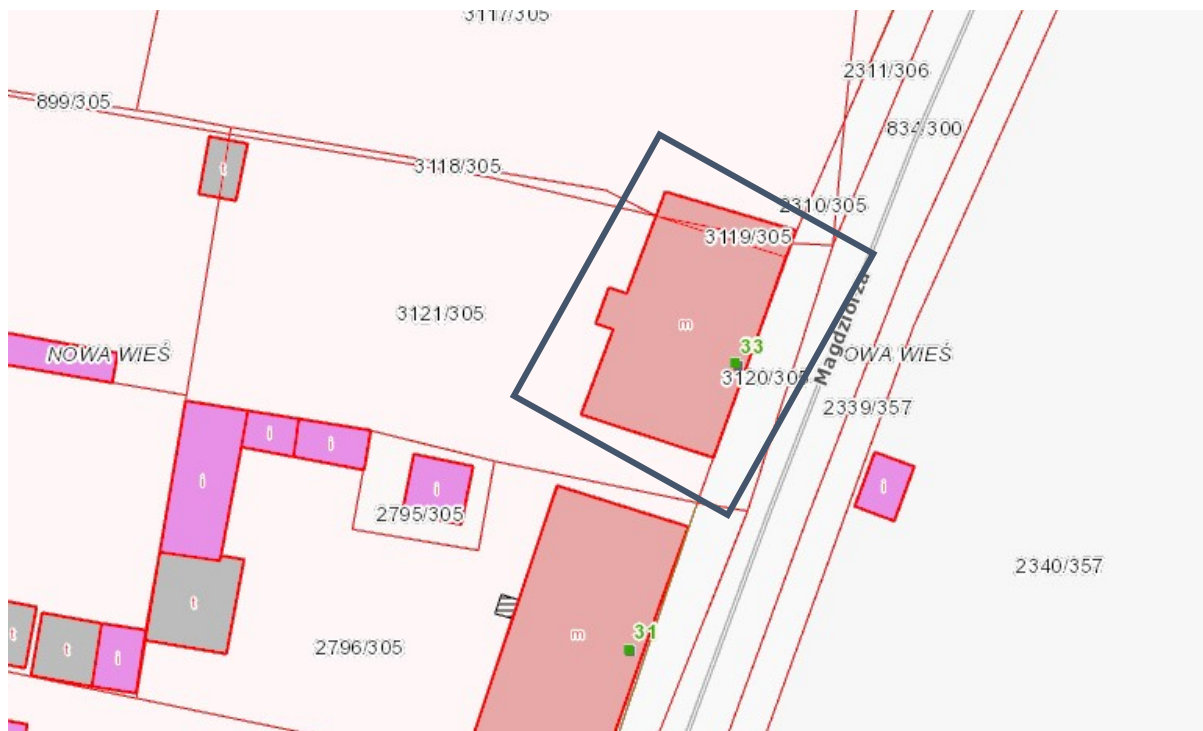 3117/305
2311/306
899/305
834/300
t
3118/305
2310/305
3119/305
3121/305
m
33
NOWA WIEŚ
OWA WIEŚ
Magdziorza
3120/305
2339/357
i
i
i
i
i
2795/305
2340/357
t
t
t
i
m
31
2796/305